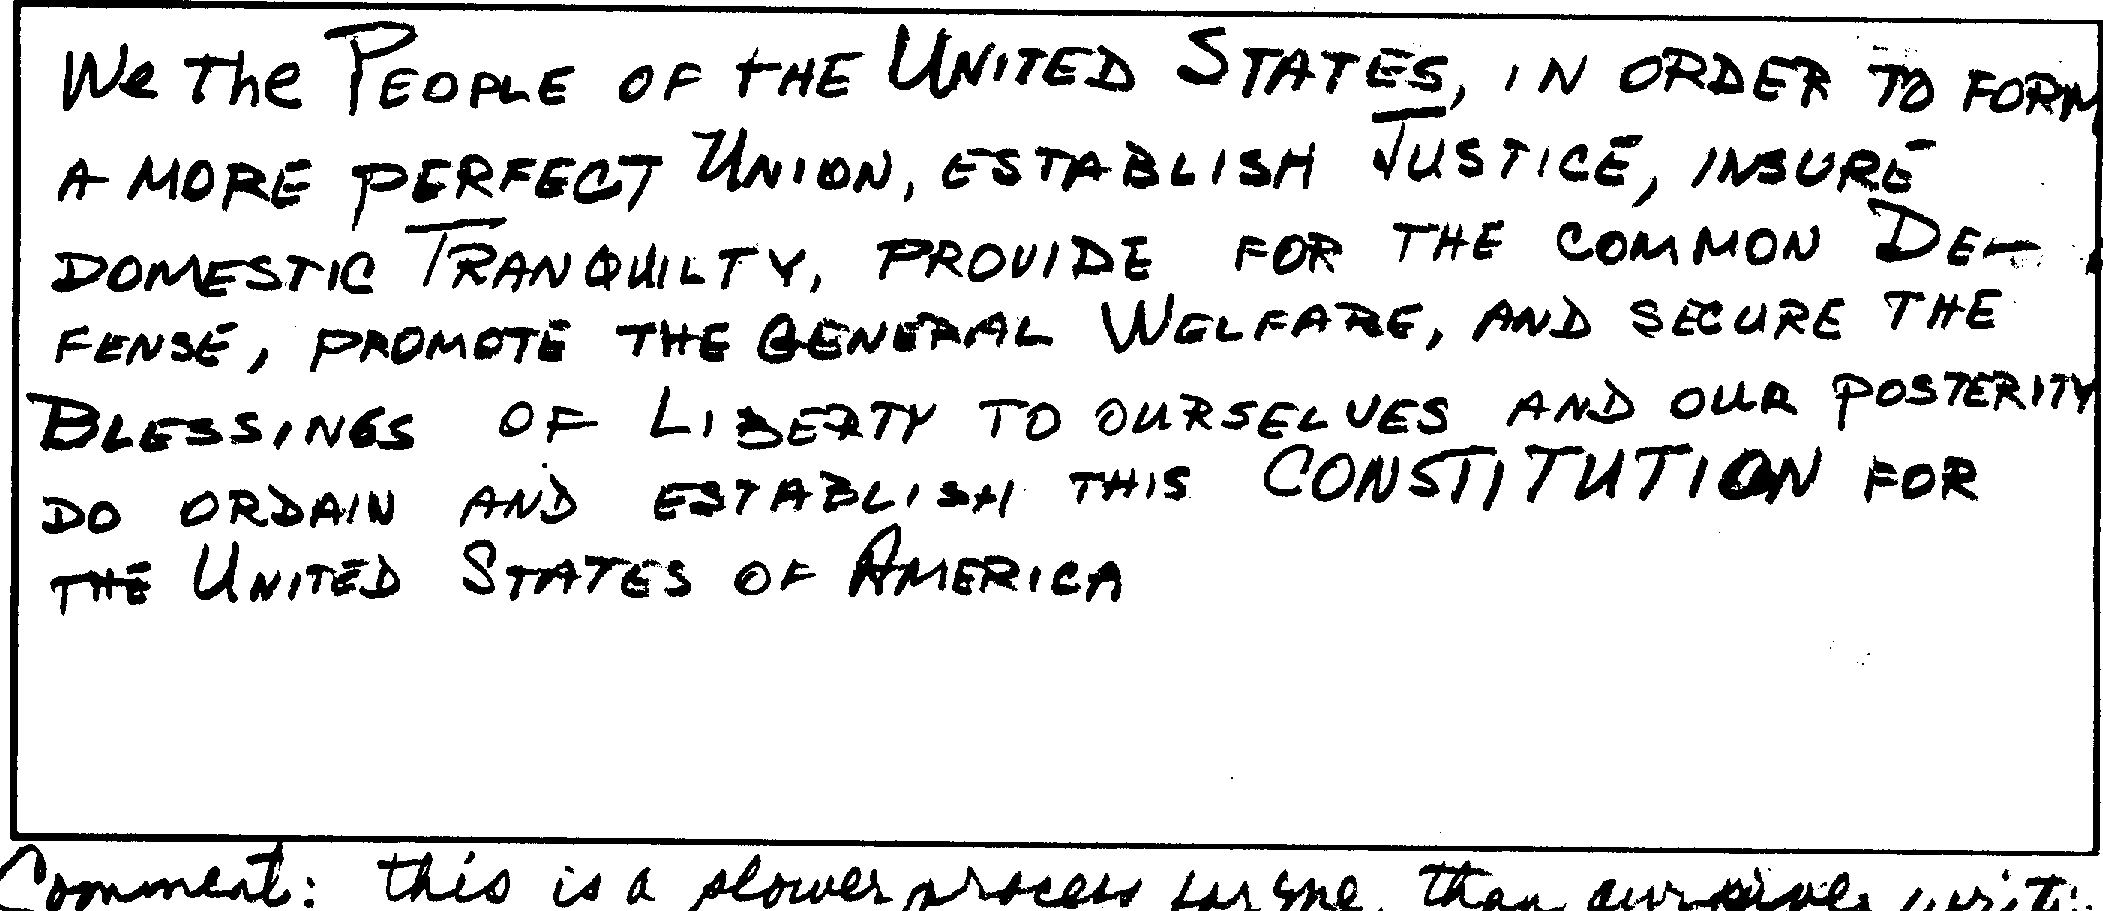 We The PEOPLE OF THE UNITED STATES, IN ORDER TO FORM
A MORE PERFECT UNION, ESTABLISH JUSTICE, INSURE
DOMESTIC TRANQUILTY, PROVIDE FOR THE COMMON DE-
FENSE, PROMOTE THE GENERAL WELFARE, AND SECURE THE
BLESSINGS OF LIBERTY TO OURSELVES AND OUR POSTERITY
DO ORDAIN AND ESTABLISH THIS CONSTITUTION FOR
THE UNITED STATES OF AMERICA
Comment: this is a slower process for me, than cursive